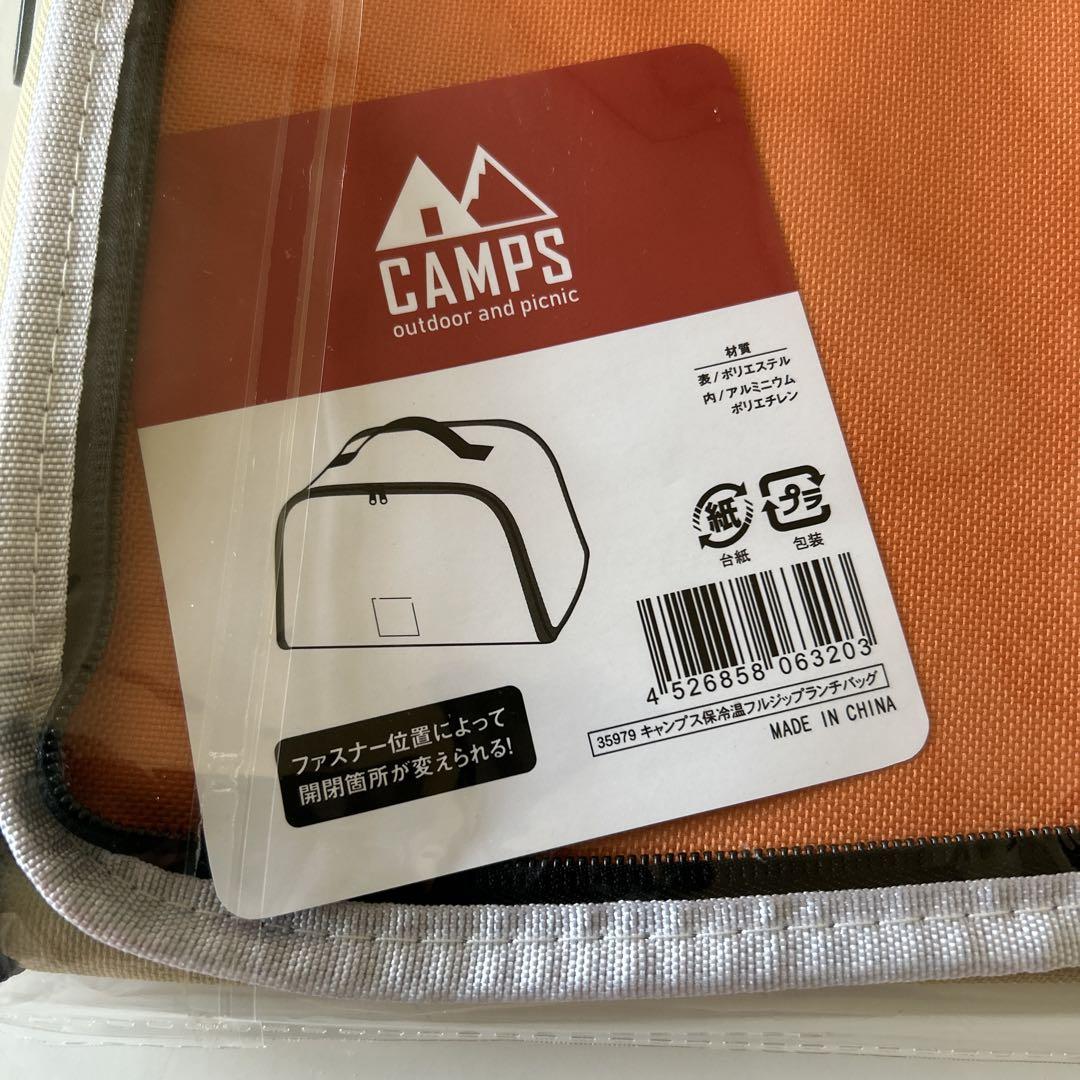 CAMPS
outdoor and picnic
材質
表/ポリエステル
内/アルミニウム
ポリエチレン
紙
台紙
プラ
包装
4 526858 063203
35979 キャンプス保冷温フルジップランチバッグ
MADE IN CHINA
ファスナー位置によって
開閉箇所が変えられる!